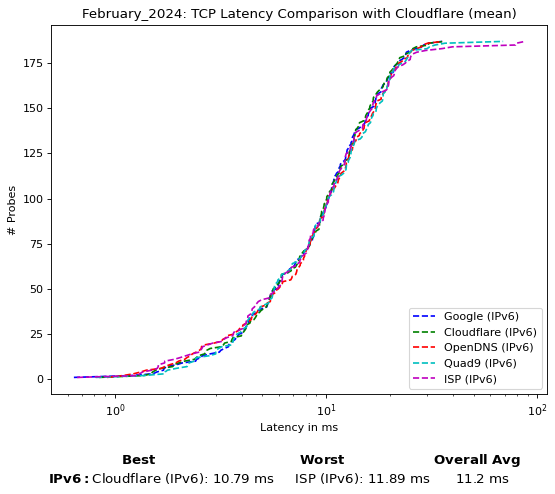 February_2024: TCP Latency Comparison with Cloudflare (mean)
# Probes
175
150
125
100
75
50
25
0
Google (IPv6)
Cloudflare (IPv6)
OpenDNS (IPv6)
Quad9 (IPv6)
ISP (IPv6)
10⁰ 10¹ 10²
Latency in ms
Best Worst Overall Avg
IPv6: Cloudflare (IPv6): 10.79 ms ISP (IPv6): 11.89 ms 11.2 ms